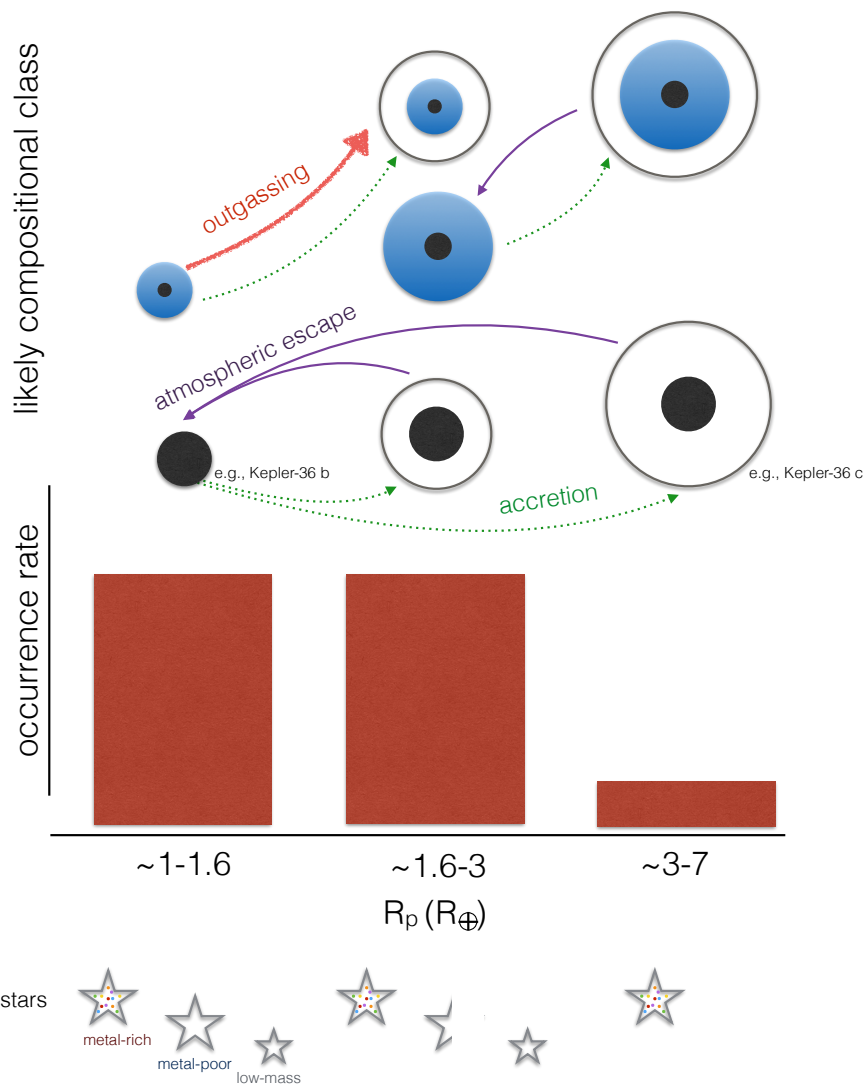 likely compositional class
outgassing
atmospheric escape
e.g., Kepler-36 b
e.g., Kepler-36 c
accretion
occurrence rate
~1-1.6
~1.6-3
~3-7
Rp (R⊕)
stars
metal-rich
metal-poor
low-mass